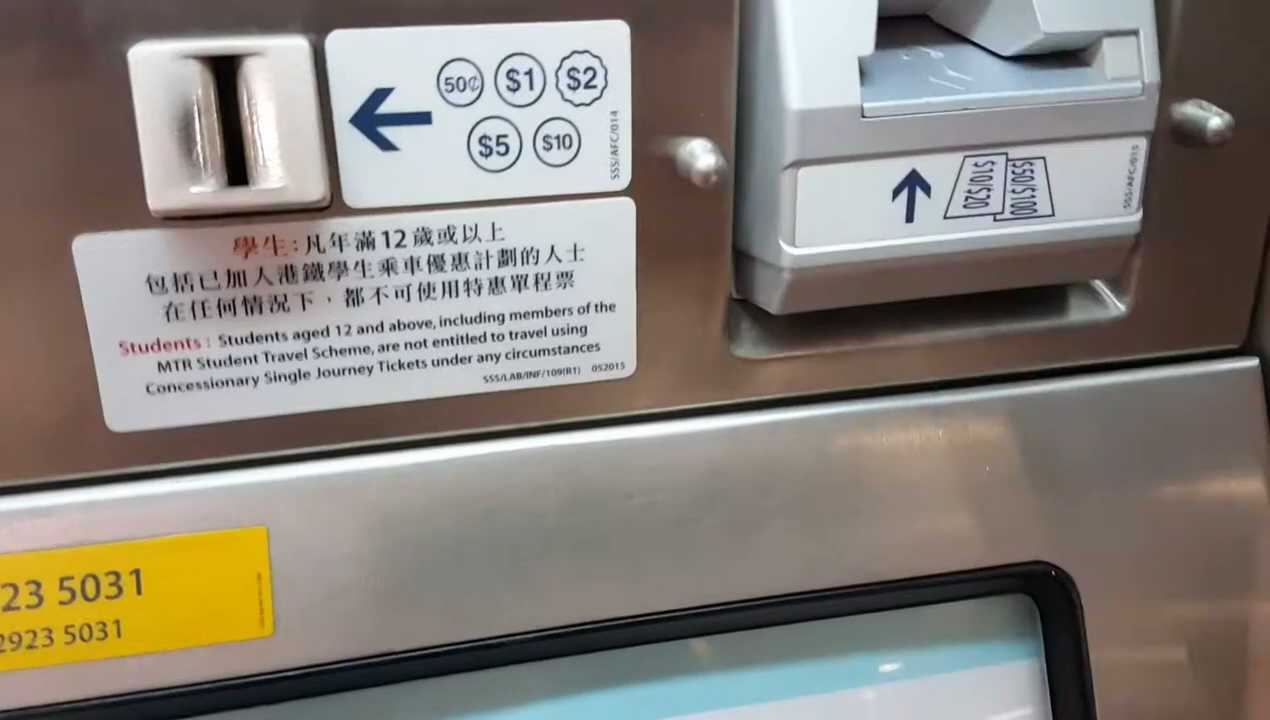 50¢ $1 $2
$5 $10
SSS/AFC/014
$10/$20
$50/$100
SSS/AFC/015
學生：凡年滿12歲或以上
包括已加入港鐵學生乘車優惠計劃的人士
在任何情況下，都不可使用特惠單程票
Students : Students aged 12 and above, including members of the
MTR Student Travel Scheme, are not entitled to travel using
Concessionary Single Journey Tickets under any circumstances
SSS/LAB/INF/109(R1) 052015
23 5031
2923 5031